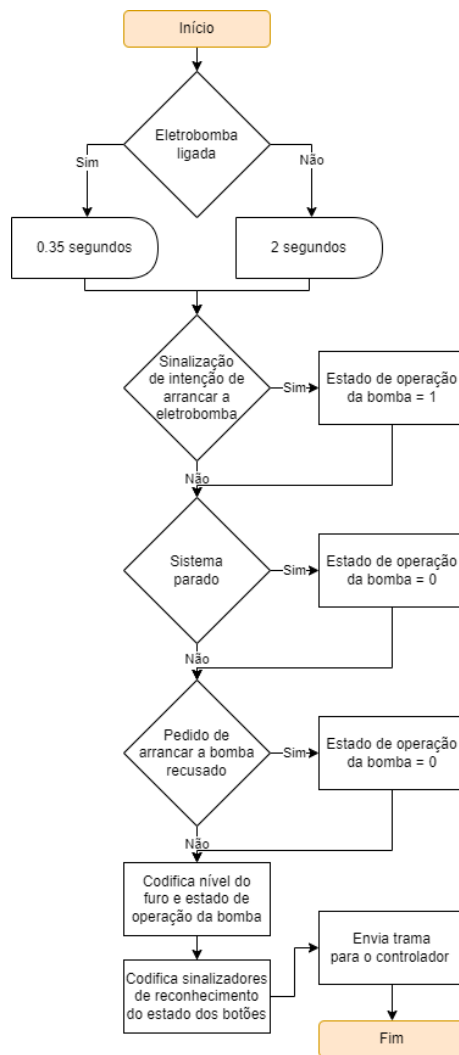 Início
Eletrobomba
ligada
Sim
Não
0.35 segundos
2 segundos
Sinalização
de intenção de
arrancar a
eletrobomba
Sim
Estado de operação
da bomba = 1
Não
Sistema
parado
Sim
Estado de operação
da bomba = 0
Não
Pedido de
arrancar a bomba
recusado
Sim
Estado de operação
da bomba = 0
Não
Codifica nível do
furo e estado de
operação da bomba
Codifica sinalizadores
de reconhecimento
do estado dos botões
Envia trama
para o controlador
Fim